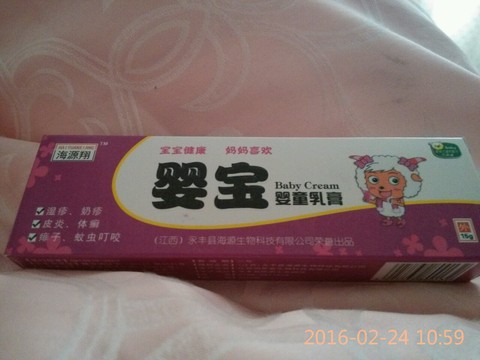 海源翔 TM
宝宝健康 妈妈喜欢
婴宝
Baby Cream
婴童乳膏
湿疹、奶疹
皮炎、体癣
痱子、蚊虫叮咬
(江西)永丰县海源生物科技有限公司荣誉出品
15g
2016-02-24 10:59